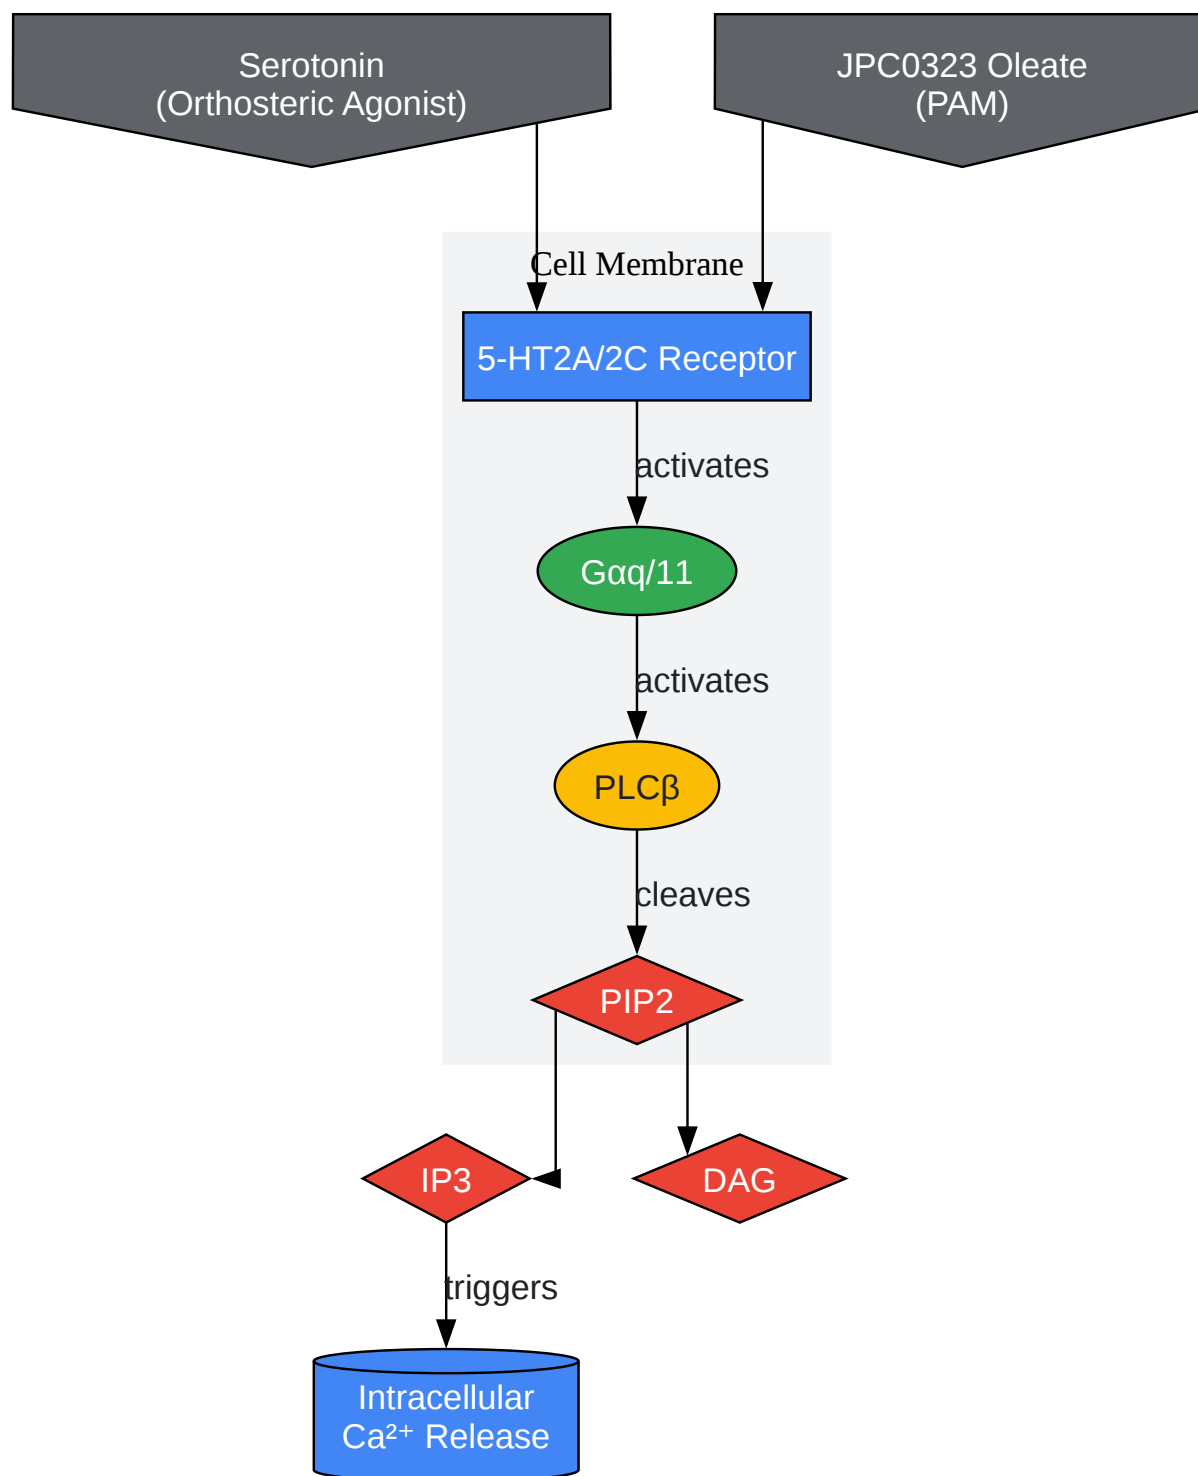 Serotonin
(Orthosteric Agonist)
JPC0323 Oleate
(PAM)
Cell Membrane
5-HT2A/2C Receptor
activates
Gαq/11
activates
PLCβ
cleaves
PIP2
IP3
DAG
triggers
Intracellular
Ca²⁺ Release